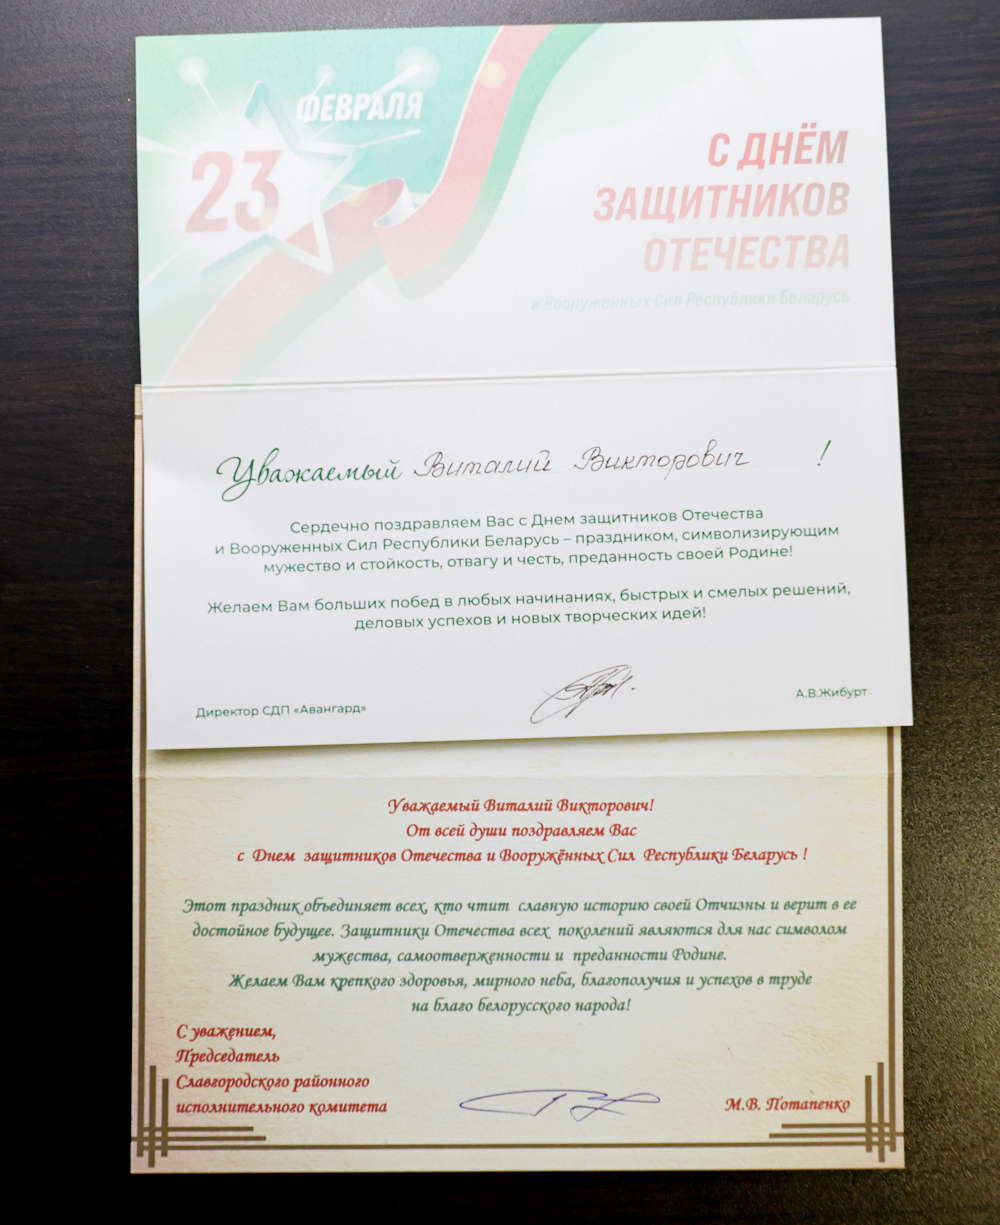 ФЕВРАЛЯ
23
С ДНЁМ
ЗАЩИТНИКОВ
ОТЕЧЕСТВА
и Вооруженных Сил Республики Беларусь
Уважаемый Виталий Викторович !
Сердечно поздравляем Вас с Днем защитников Отечества
и Вооруженных Сил Республики Беларусь – праздником, символизирующим
мужество и стойкость, отвагу и честь, преданность своей Родине!
Желаем Вам больших побед в любых начинаниях, быстрых и смелых решений,
деловых успехов и новых творческих идей!
Директор СДП «Авангард» А.В.Жибурт
Уважаемый Виталий Викторович!
От всей души поздравляем Вас
с Днем защитников Отечества и Вооружённых Сил Республики Беларусь !
Этот праздник объединяет всех, кто чтит славную историю своей Отчизны и верит в ее
достойное будущее. Защитники Отечества всех поколений являются для нас символом
мужества, самоотверженности и преданности Родине.
Желаем Вам крепкого здоровья, мирного неба, благополучия и успехов в труде
на благо белорусского народа!
С уважением,
Председатель
Славгородского районного
исполнительного комитета М.В. Потапенко